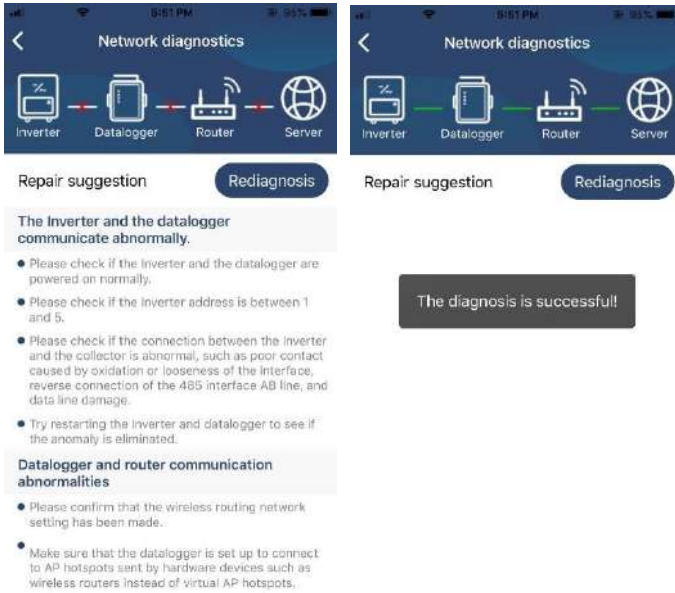 5:51 PM
95%
Network diagnostics
Inverter Datalogger Router Server
Repair suggestion Rediagnosis
The Inverter and the datalogger
communicate abnormally.
Please check if the Inverter and the datalogger are
powered on normally.
Please check if the Inverter address is between 1
and 5.
Please check if the connection between the Inverter
and the collector is abnormal, such as poor contact
caused by oxidation or looseness of the interface,
reverse connection of the 485 interface AB line, and
data line damage.
Try restarting the Inverter and datalogger to see if
the anomaly is eliminated.
Datalogger and router communication
abnormalities
Please confirm that the wireless routing network
setting has been made.
Make sure that the datalogger is set up to connect
to AP hotspots sent by hardware devices such as
wireless routers instead of virtual AP hotspots.
5:51 PM
95%
Network diagnostics
Inverter Datalogger Router Server
Repair suggestion Rediagnosis
The diagnosis is successful!